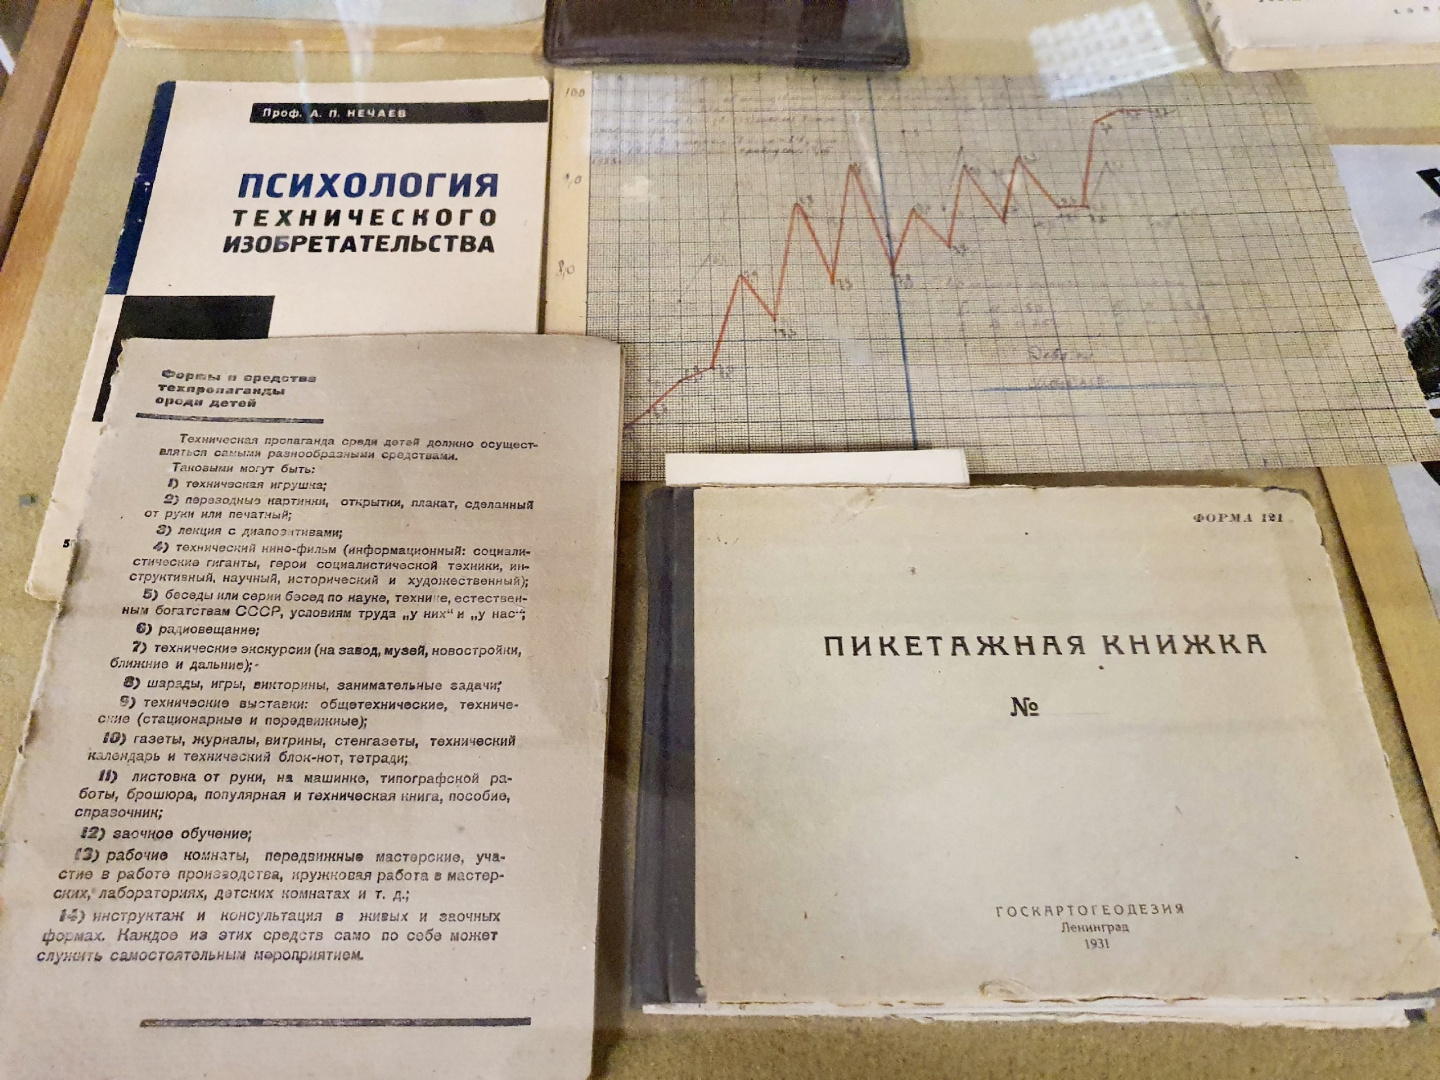 Проф. А. П. НЕЧАЕВ
ПСИХОЛОГИЯ
ТЕХНИЧЕСКОГО
ИЗОБРЕТАТЕЛЬСТВА
Формы и средства
техпропаганды
среди детей
Техническая пропаганда среди детей должно осущест-
вляться самыми разнообразными средствами.
Таковыми могут быть:
1) техническая игрушка;
2) переводные картинки, открытки, плакат, сделанный
от руки или печатный;
3) лекция с диапозитивами;
4) технический кино-фильм (информационный: социали-
стические гиганты, герои социалистической техники, ин-
структивный, научный, исторический и художественный);
5) беседы или серии бесед по науке, технике, естествен-
ным богатствам СССР, условиям труда „у них“ и „у нас“;
6) радиовещание;
7) технические экскурсии (на завод, музей, новостройки,
ближние и дальние);
8) шарады, игры, викторины, занимательные задачи;
9) технические выставки: общетехнические, техниче-
ские (стационарные и передвижные);
10) газеты, журналы, витрины, стенгазеты, технический
календарь и технический блок-нот, тетради;
11) листовка от руки, на машинке, типографской ра-
боты, брошюра, популярная и техническая книга, пособие,
справочник;
12) заочное обучение;
13) рабочие комнаты, передвижные мастерские, уча-
стие в работе производства, кружковая работа в мастер-
ских, лабораториях, детских комнатах и т. д.;
14) инструктаж и консультация в живых и заочных
формах. Каждое из этих средств само по себе может
служить самостоятельным мероприятием.
100
ФОРМА 121
ПИКЕТАЖНАЯ КНИЖКА
№
ГОСКАРТОГЕОДЕЗИЯ
Ленинград
1931